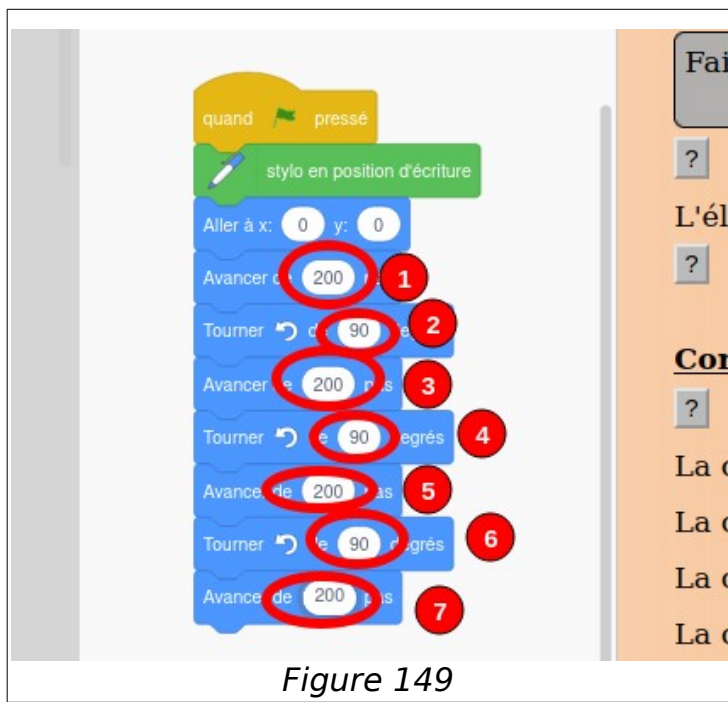 quand pressé
stylo en position d'écriture
Aller à x: 0 y: 0
Avancer de 200 1
Tourner de 90 2
Avancer de 200 pas 3
Tourner de 90 degrés 4
Avancer de 200 pas 5
Tourner de 90 degrés 6
Avancer de 200 pas 7
Fai
?
L'él
?
Con
?
La c
La c
La c
La c
Figure 149